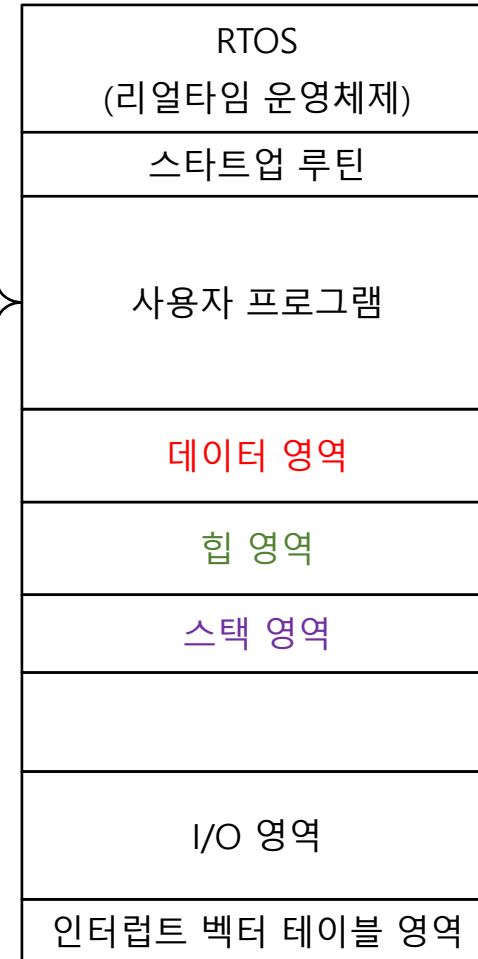 RTOS
(리얼타임 운영체제)
스타트업 루틴
사용자 프로그램
데이터 영역
힙 영역
스택 영역
I/O 영역
인터럽트 벡터 테이블 영역